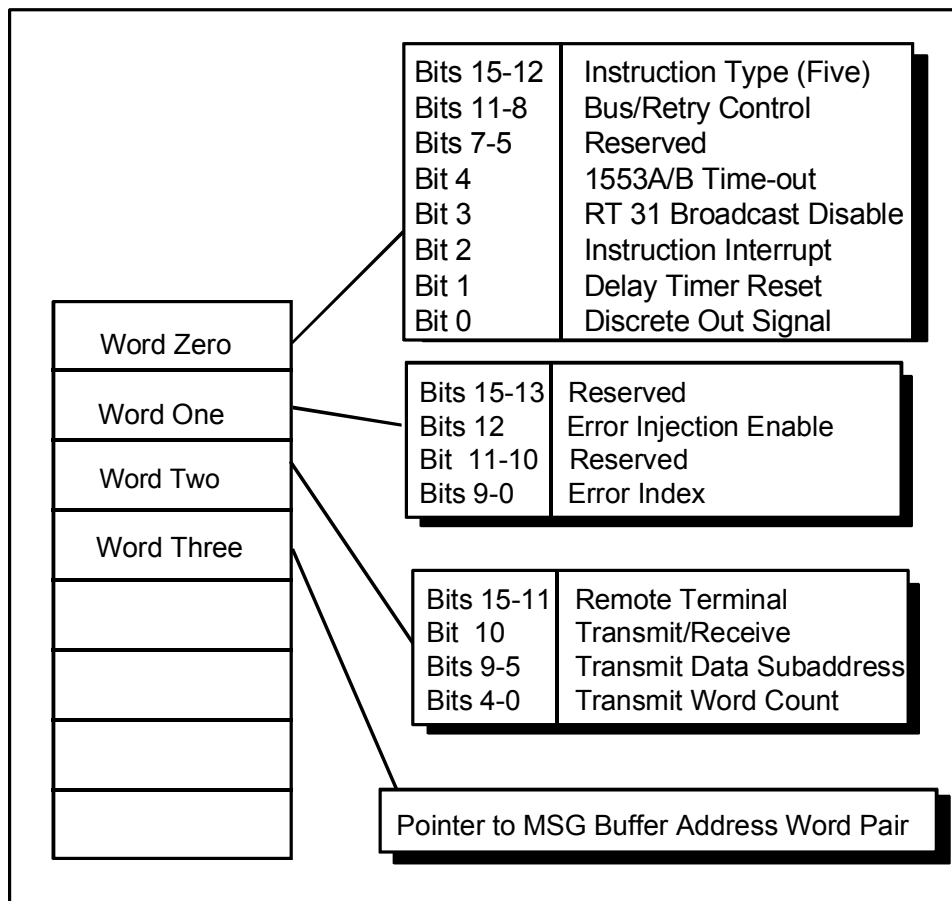 Bits 15-12 Instruction Type (Five)
Bits 11-8 Bus/Retry Control
Bits 7-5 Reserved
Bit 4 1553A/B Time-out
Bit 3 RT 31 Broadcast Disable
Bit 2 Instruction Interrupt
Bit 1 Delay Timer Reset
Bit 0 Discrete Out Signal
Word Zero
Word One
Word Two
Word Three
Bits 15-13 Reserved
Bits 12 Error Injection Enable
Bit 11-10 Reserved
Bits 9-0 Error Index
Bits 15-11 Remote Terminal
Bit 10 Transmit/Receive
Bits 9-5 Transmit Data Subaddress
Bits 4-0 Transmit Word Count
Pointer to MSG Buffer Address Word Pair